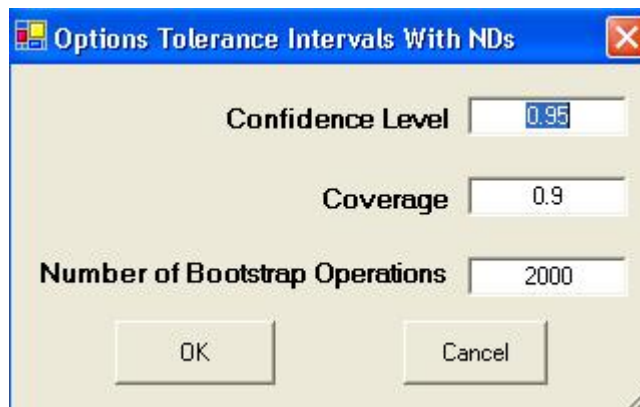 Options Tolerance Intervals With NDs
Confidence Level 0.95
Coverage 0.9
Number of Bootstrap Operations 2000
OK Cancel